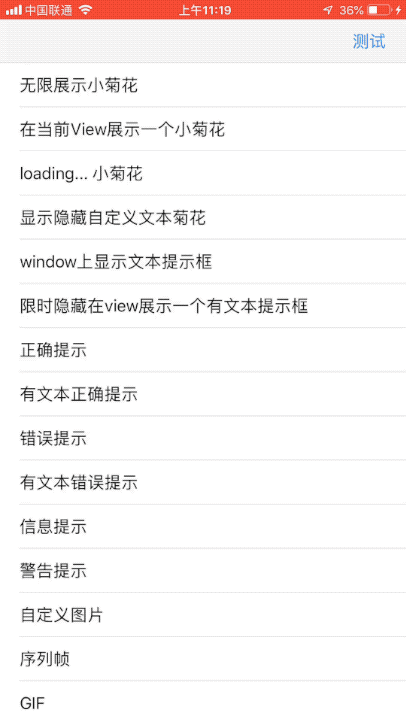 中国联通 上午11:19 36%
测试
无限展示小菊花
在当前View展示一个小菊花
loading... 小菊花
显示隐藏自定义文本菊花
window上显示文本提示框
限时隐藏在view展示一个有文本提示框
正确提示
有文本正确提示
错误提示
有文本错误提示
信息提示
警告提示
自定义图片
序列帧
GIF